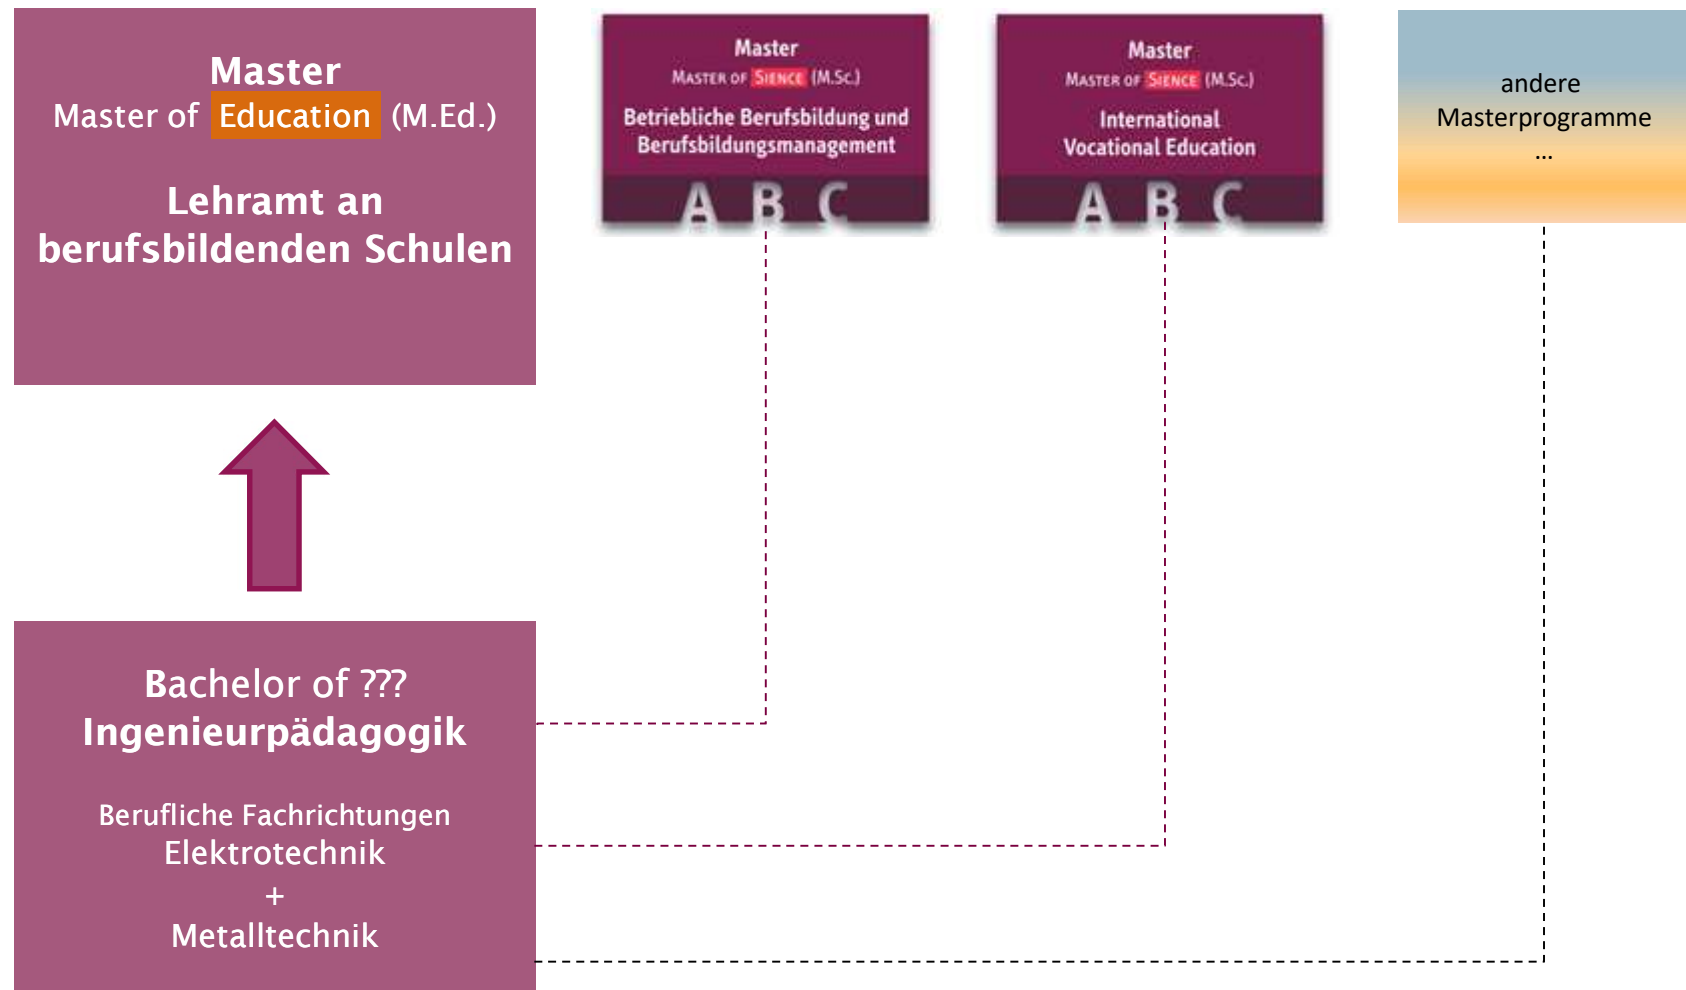 Master
Master of Education (M.Ed.)
Lehramt an
berufsbildenden Schulen
Master
MASTER OF SIENCE (M.Sc.)
Betriebliche Berufsbildung und
Berufsbildungsmanagement
A B C
Master
MASTER OF SIENCE (M.Sc.)
International
Vocational Education
A B C
andere
Masterprogramme
...
Bachelor of ???
Ingenieurpädagogik
Berufliche Fachrichtungen
Elektrotechnik
+
Metalltechnik